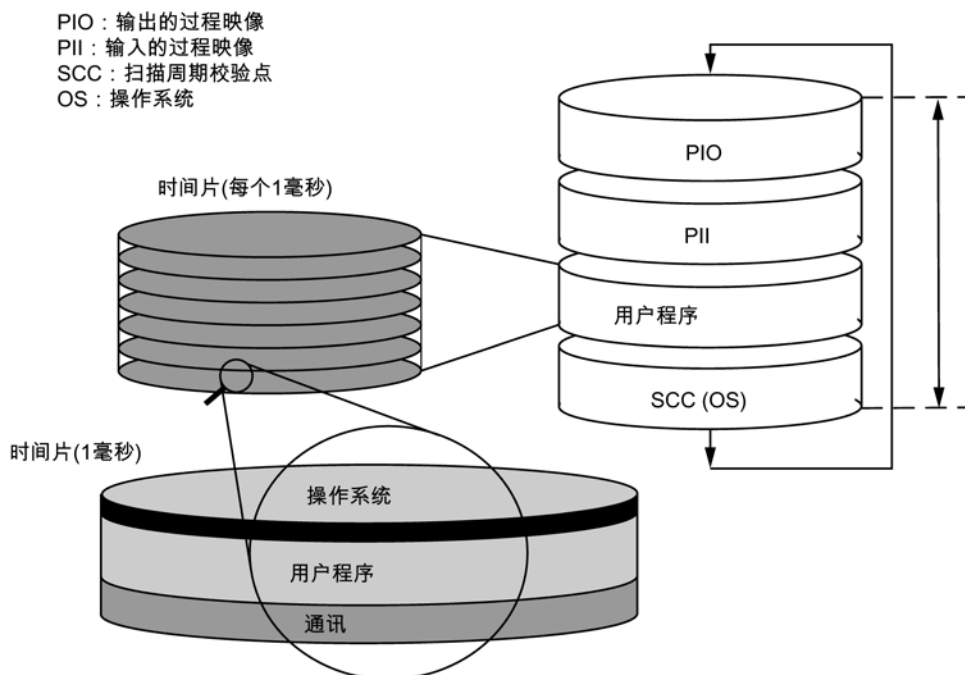 PIO：输出的过程映像
PII：输入的过程映像
SCC：扫描周期校验点
OS：操作系统
时间片(每个1毫秒)
PIO
PII
用户程序
SCC (OS)
时间片(1毫秒)
操作系统
用户程序
通讯